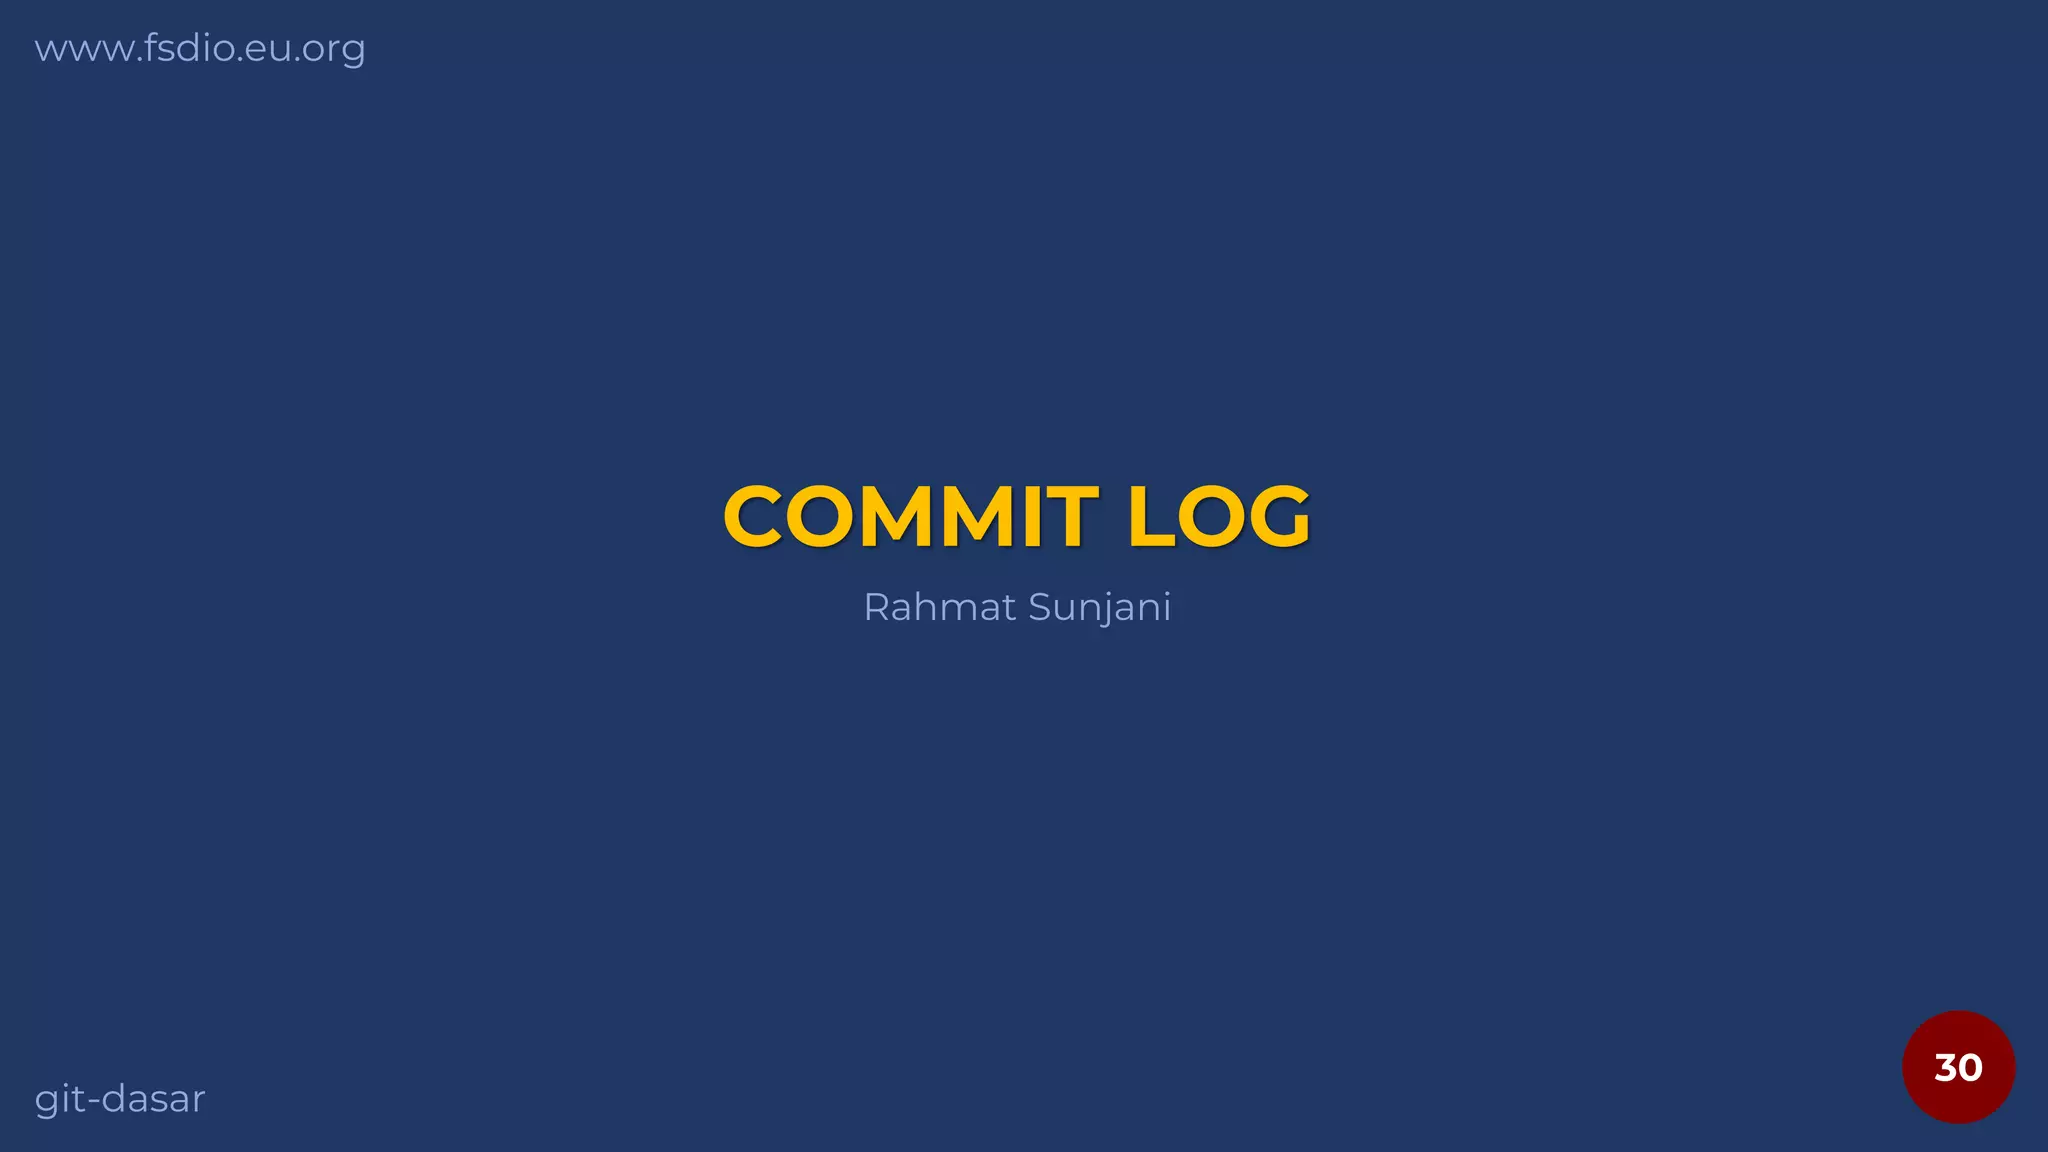 www.fsdio.eu.org
COMMIT LOG
Rahmat Sunjani
git-dasar
30